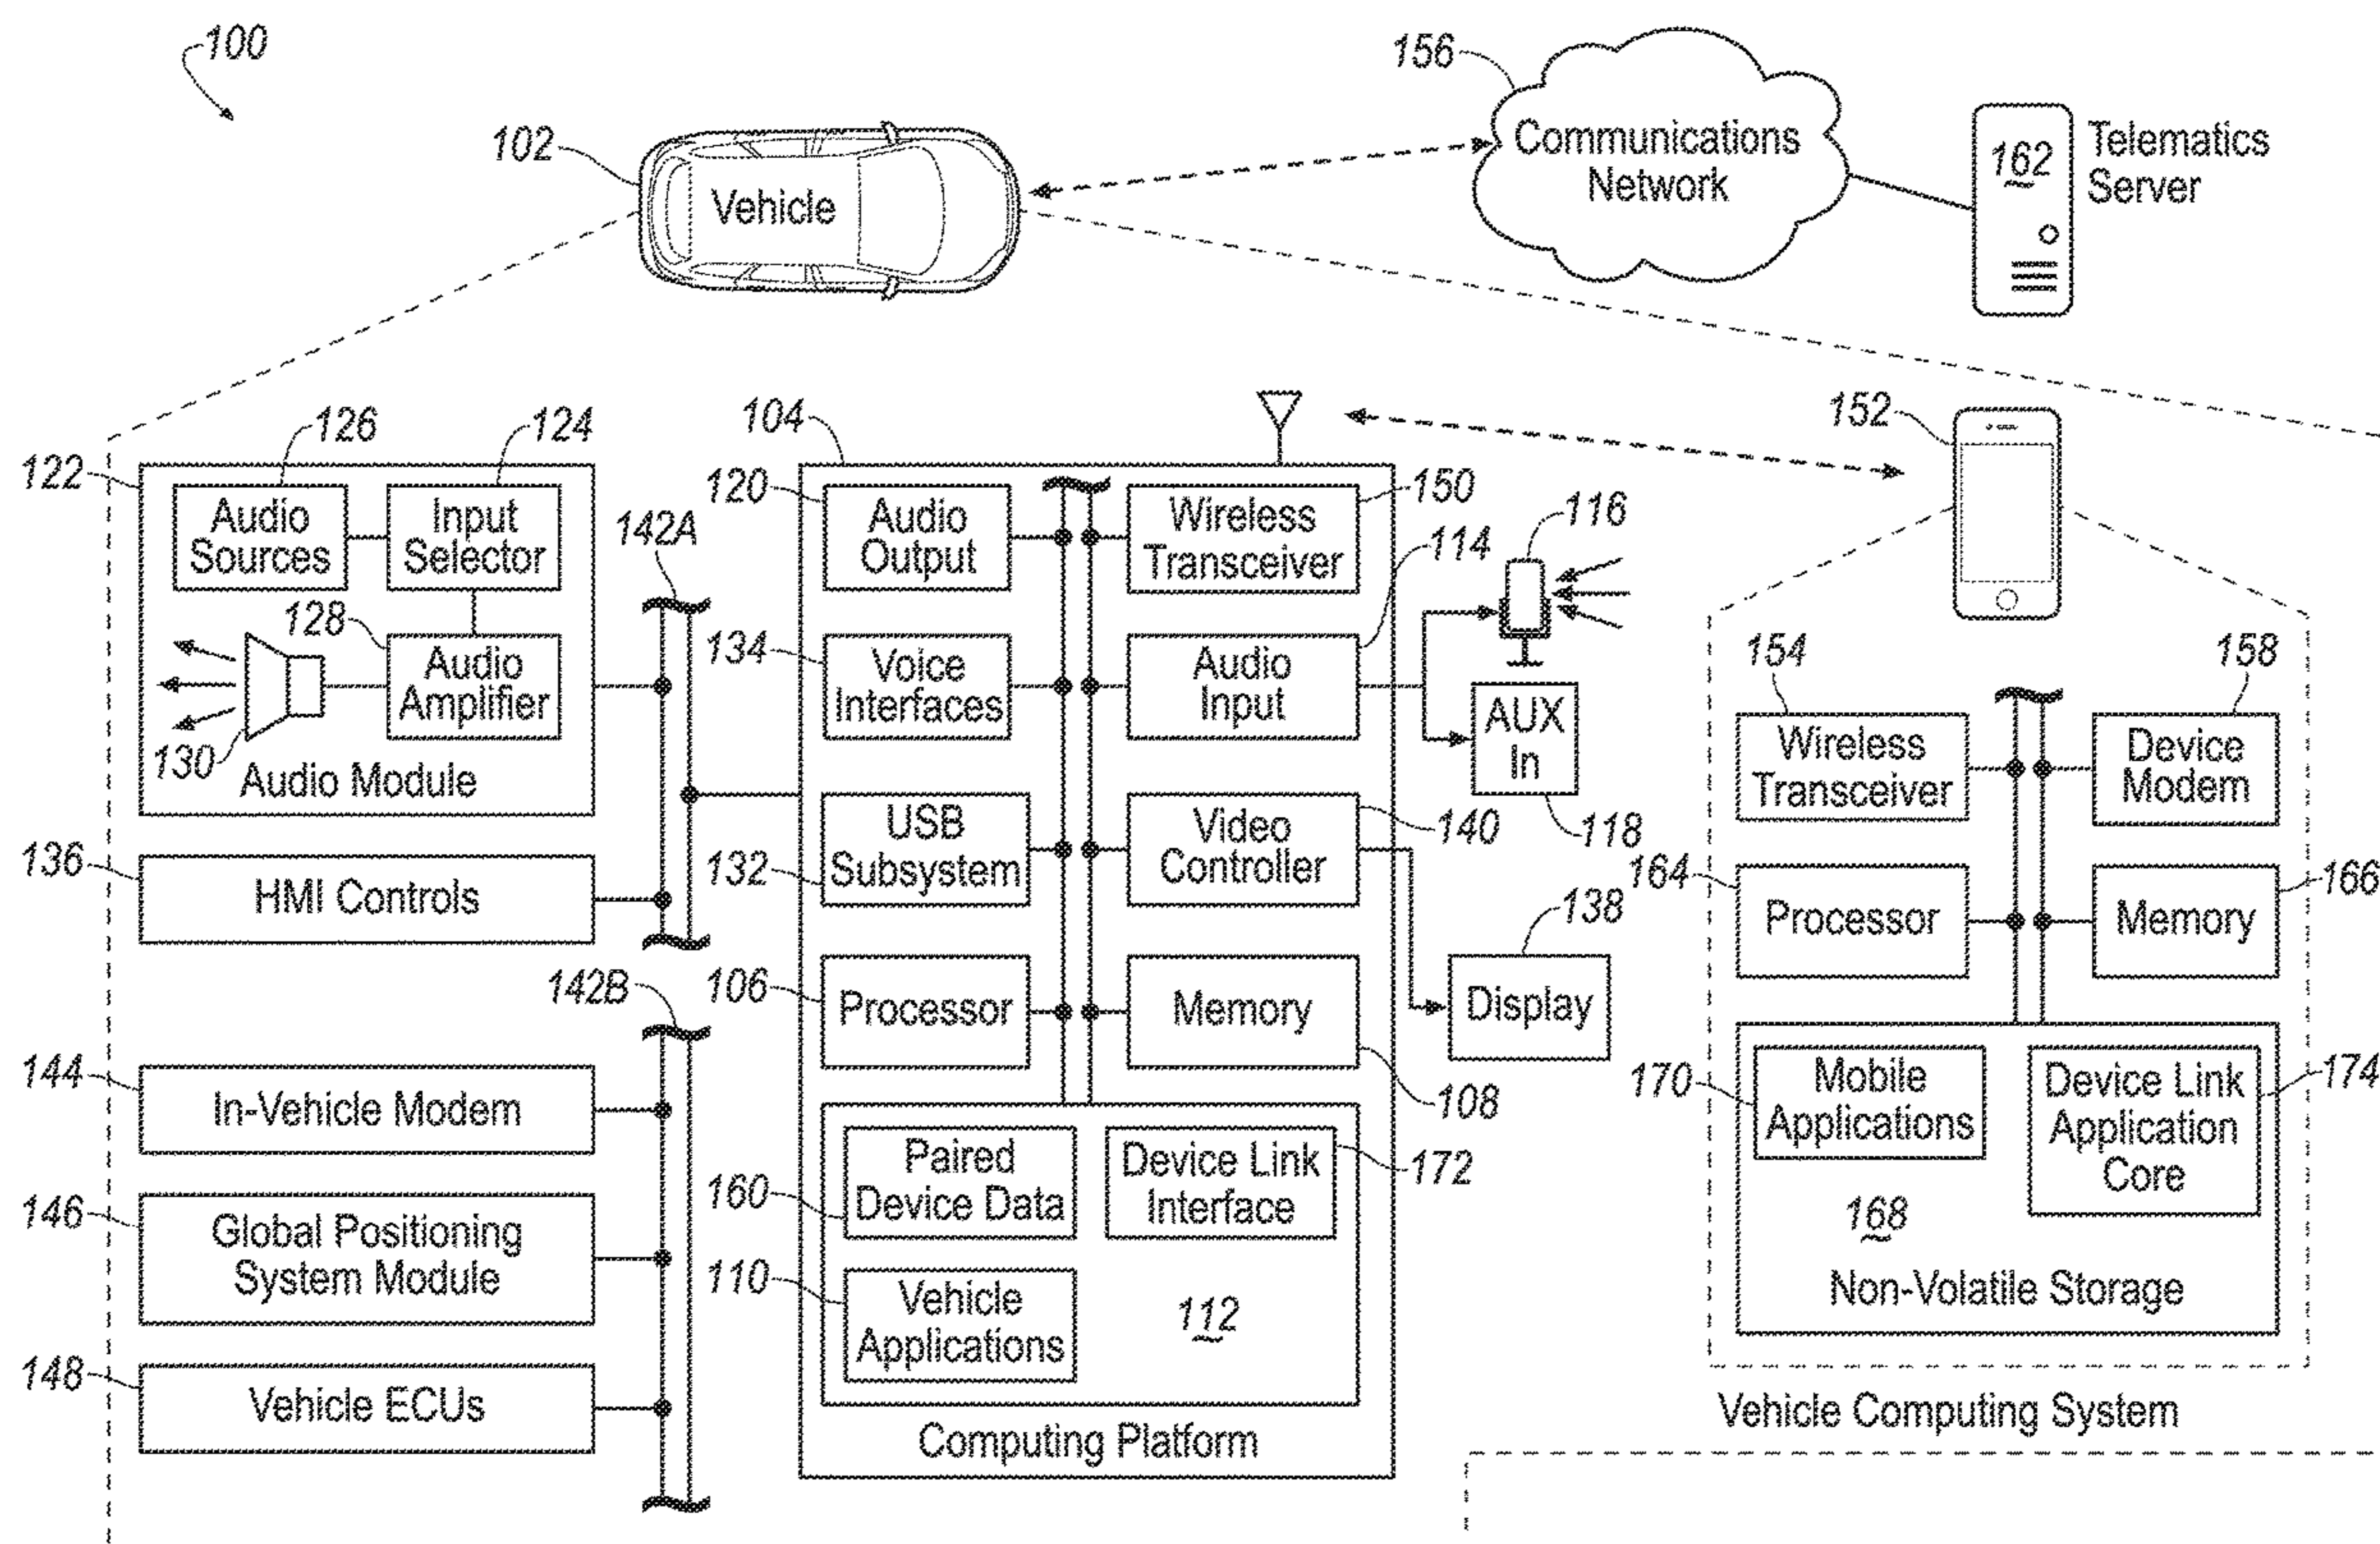 100
156
102
Vehicle
Communications
Network
162
Telematics
Server
126
124
122
Audio
Sources
Input
Selector
128
Audio
Amplifier
130
Audio Module
136
HMI Controls
142A
142B
144
In-Vehicle Modem
146
Global Positioning
System Module
148
Vehicle ECUs
104
120
Audio
Output
150
Wireless
Transceiver
114
134
Voice
Interfaces
Audio
Input
116
AUX
In
118
132
USB
Subsystem
Video
Controller
140
138
Display
106
Processor
Memory
108
160
Paired
Device Data
Device Link
Interface
172
110
Vehicle
Applications
112
Computing Platform
152
154
158
Wireless
Transceiver
Device
Modem
164
Processor
Memory
166
170
Mobile
Applications
Device Link
Application
Core
174
168
Non-Volatile Storage
Vehicle Computing System